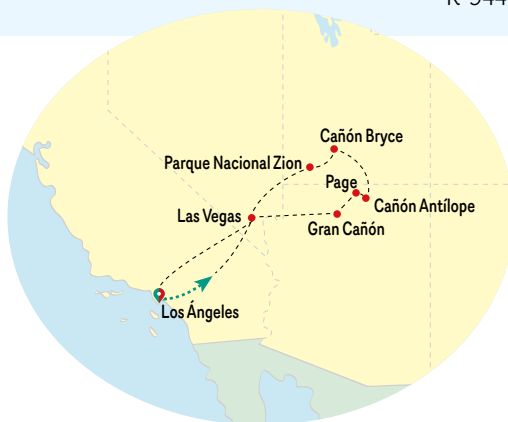 Cañón Bryce
Parque Nacional Zion
Page
Cañón Antílope
Las Vegas
Gran Cañón
Los Ángeles